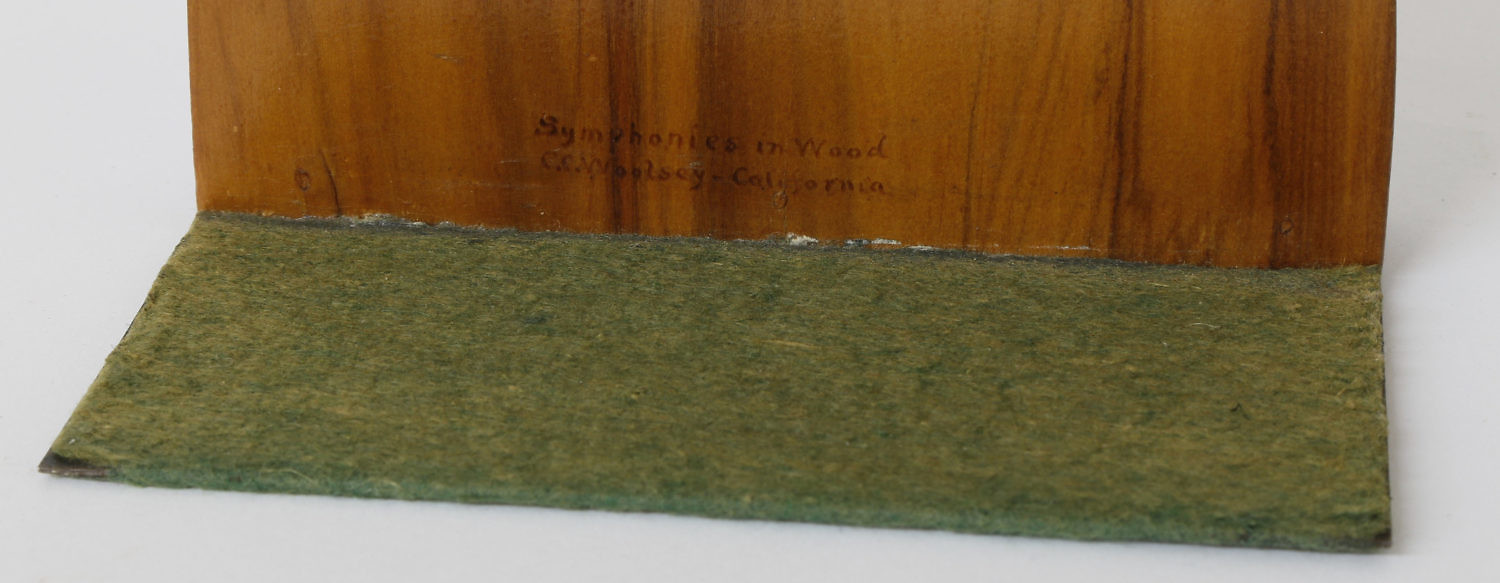 Symphonies in Wood
C.C. Woolsey - California